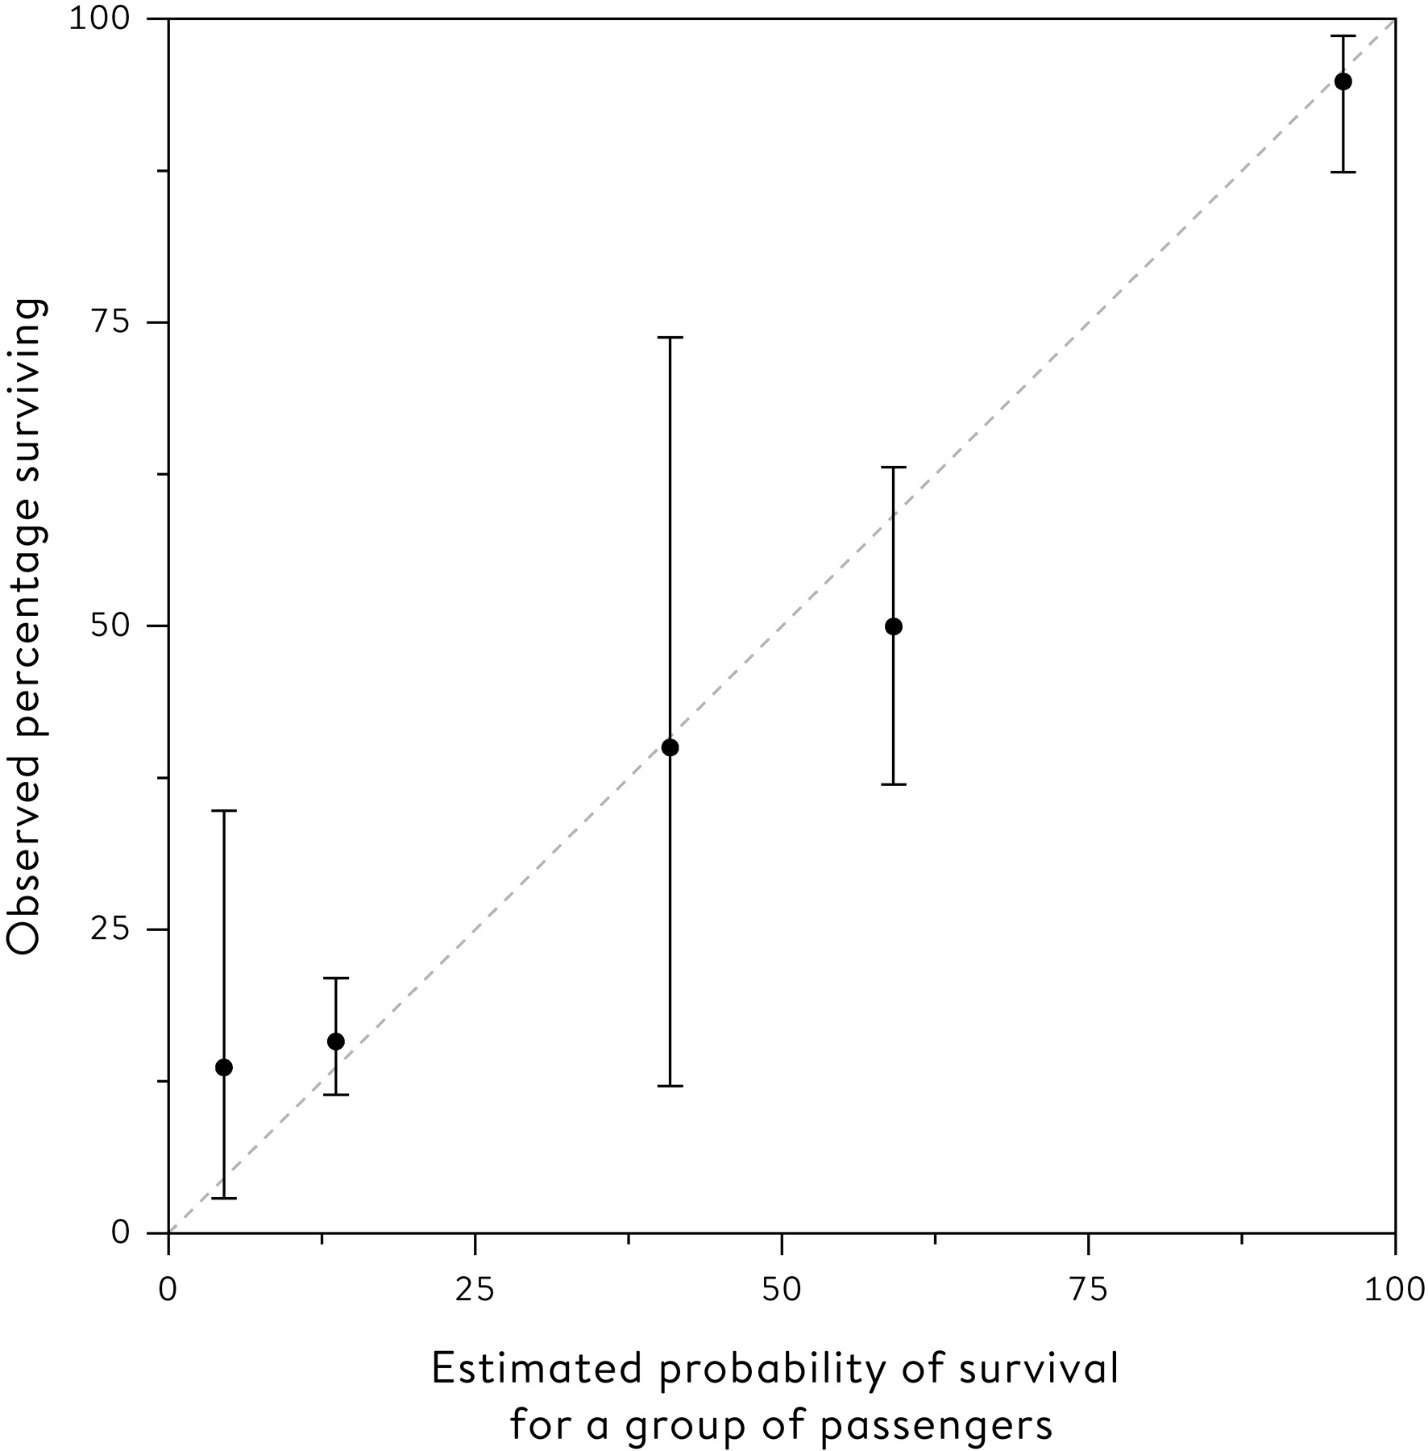 100
75
50
25
0
Observed percentage surviving
0 25 50 75 100
Estimated probability of survival
for a group of passengers